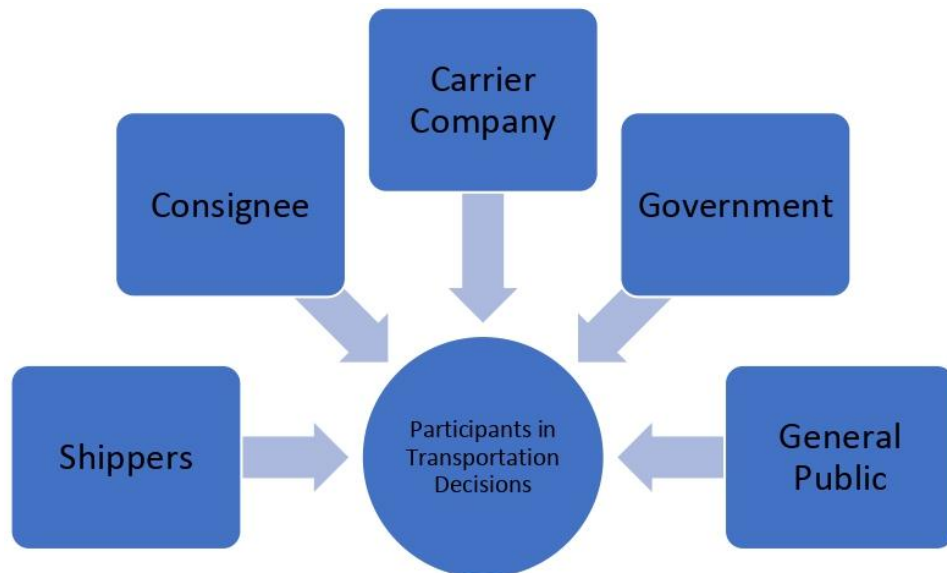 Carrier
Company
Consignee
Government
Shippers
Participants in
Transportation
Decisions
General
Public